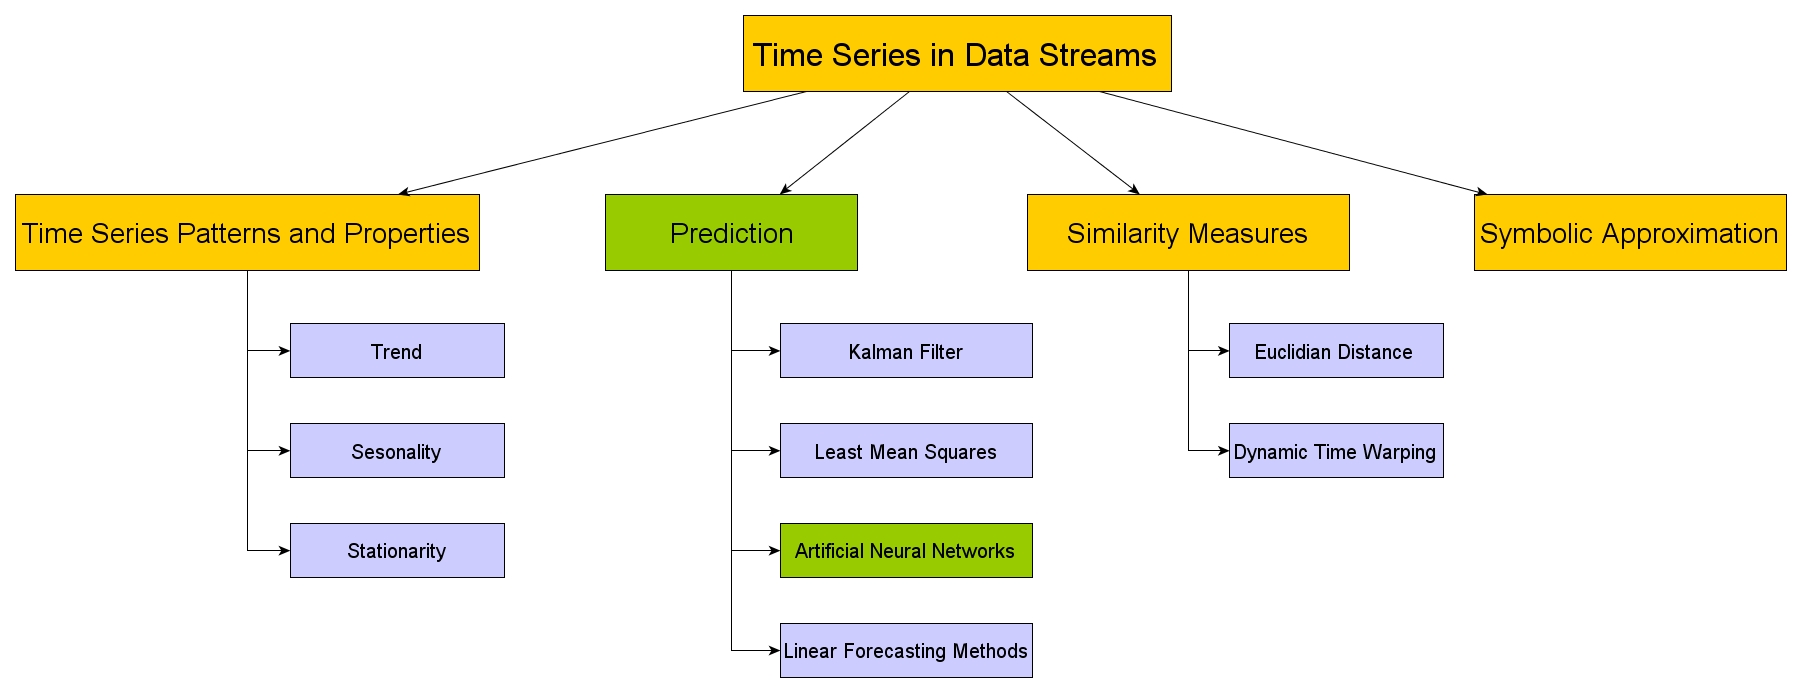 Time Series in Data Streams
Time Series Patterns and Properties
Prediction
Similarity Measures
Symbolic Approximation
Trend
Kalman Filter
Euclidian Distance
Sesonality
Least Mean Squares
Dynamic Time Warping
Stationarity
Artificial Neural Networks
Linear Forecasting Methods